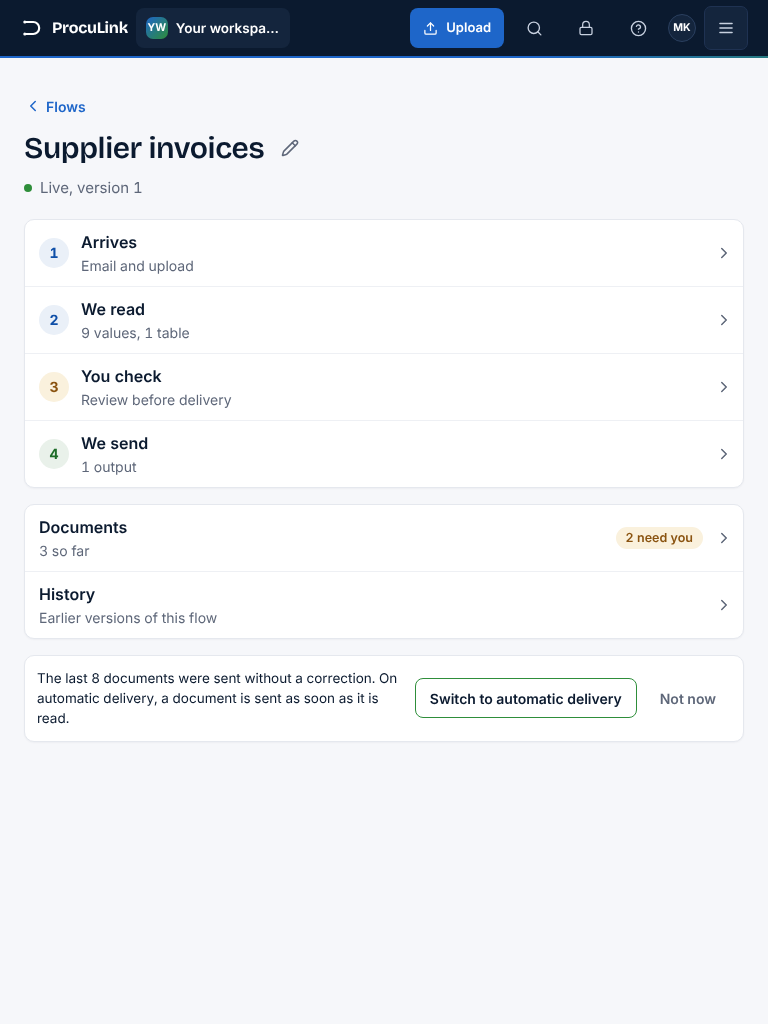 ProcuLink
YW
Your workspa...
Upload
MK
Flows
Supplier invoices
Live, version 1
1
Arrives
Email and upload
2
We read
9 values, 1 table
3
You check
Review before delivery
4
We send
1 output
Documents
3 so far
2 need you
History
Earlier versions of this flow
The last 8 documents were sent without a correction. On
automatic delivery, a document is sent as soon as it is
read.
Switch to automatic delivery
Not now